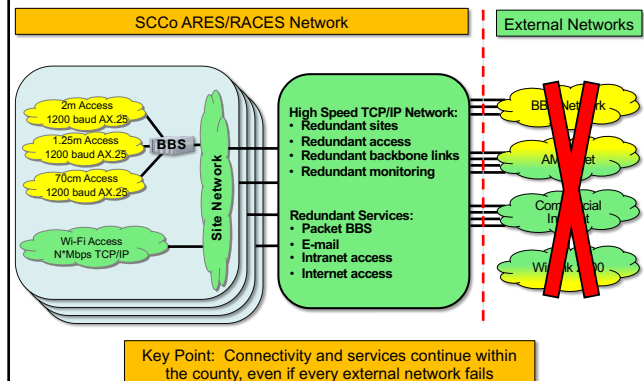 SCCo ARES/RACES Network
External Networks
2m Access
1200 baud AX.25
1.25m Access
1200 baud AX.25
70cm Access
1200 baud AX.25
BBS
Wi-Fi Access
N*Mbps TCP/IP
Site Network
High Speed TCP/IP Network:
• Redundant sites
• Redundant access
• Redundant backbone links
• Redundant monitoring
Redundant Services:
• Packet BBS
• E-mail
• Intranet access
• Internet access
Network
Key Point: Connectivity and services continue within
the county, even if every external network fails